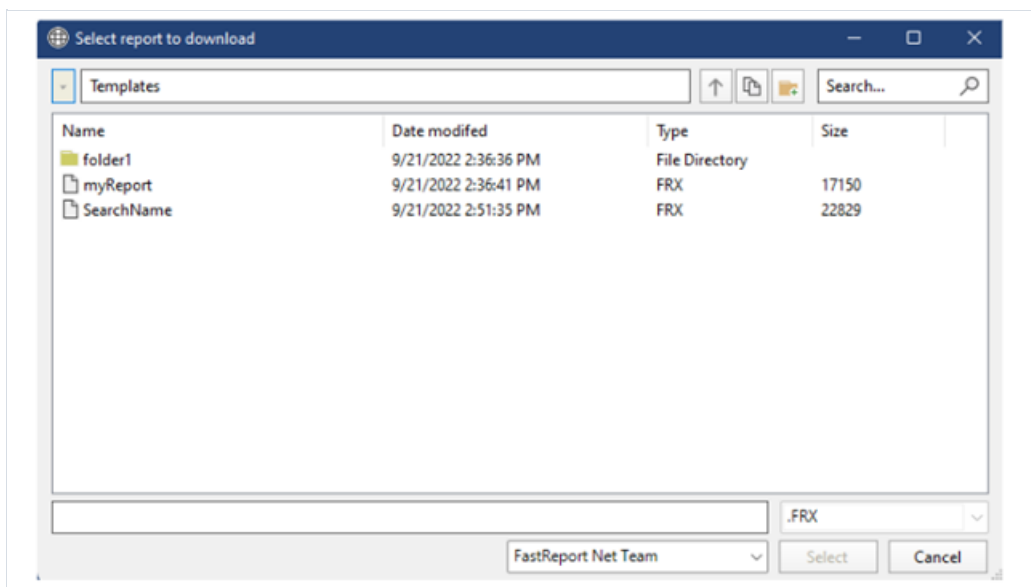 Select report to download
Templates Search...
Name Date modifed Type Size
folder1 9/21/2022 2:36:36 PM File Directory
myReport 9/21/2022 2:36:41 PM FRX 17150
SearchName 9/21/2022 2:51:35 PM FRX 22829
.FRX
FastReport Net Team Select Cancel